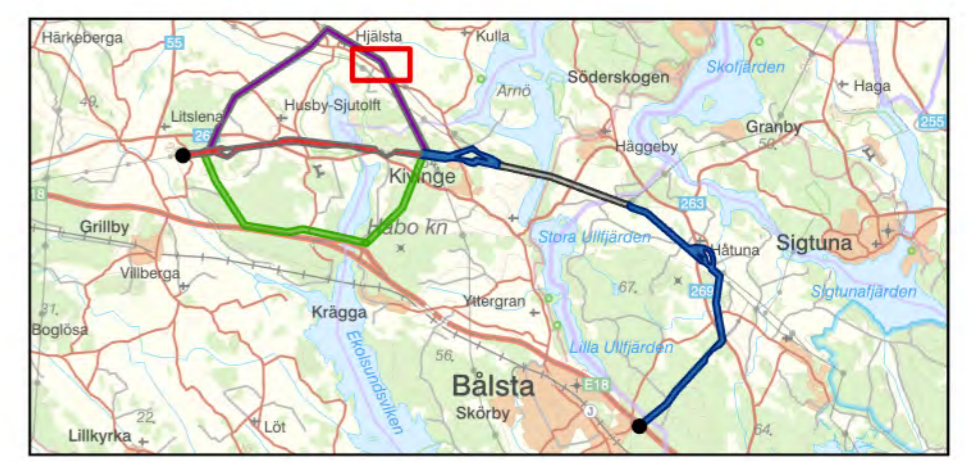 Härkeberga
55
Hjälsta
Kulla
Skofjärden
Söderskogen
Haga
49.
Arnö
Husby-Sjutolft
Litslena
255
Granby
50.
Häggeby
Kivinge
263
18
Grillby
Håbo kn
Stora Ullfjärden
Håtuna
Sigtuna
Villberga
67.
269
Sigtunafjärden
31.
Krägga
Yttergran
Boglösa
Lilla Ullfjärden
56.
Ekolsundsviken
Bålsta
E18
Skörby
22.
Löt
J
64.
Lillkyrka